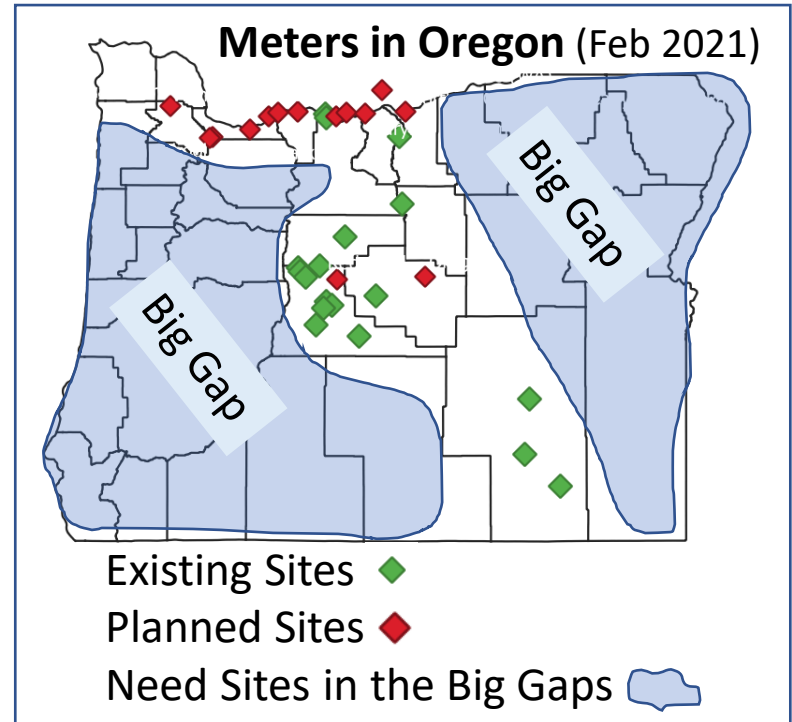 Meters in Oregon (Feb 2021)
Big Gap
Big Gap
Existing Sites
Planned Sites
Need Sites in the Big Gaps